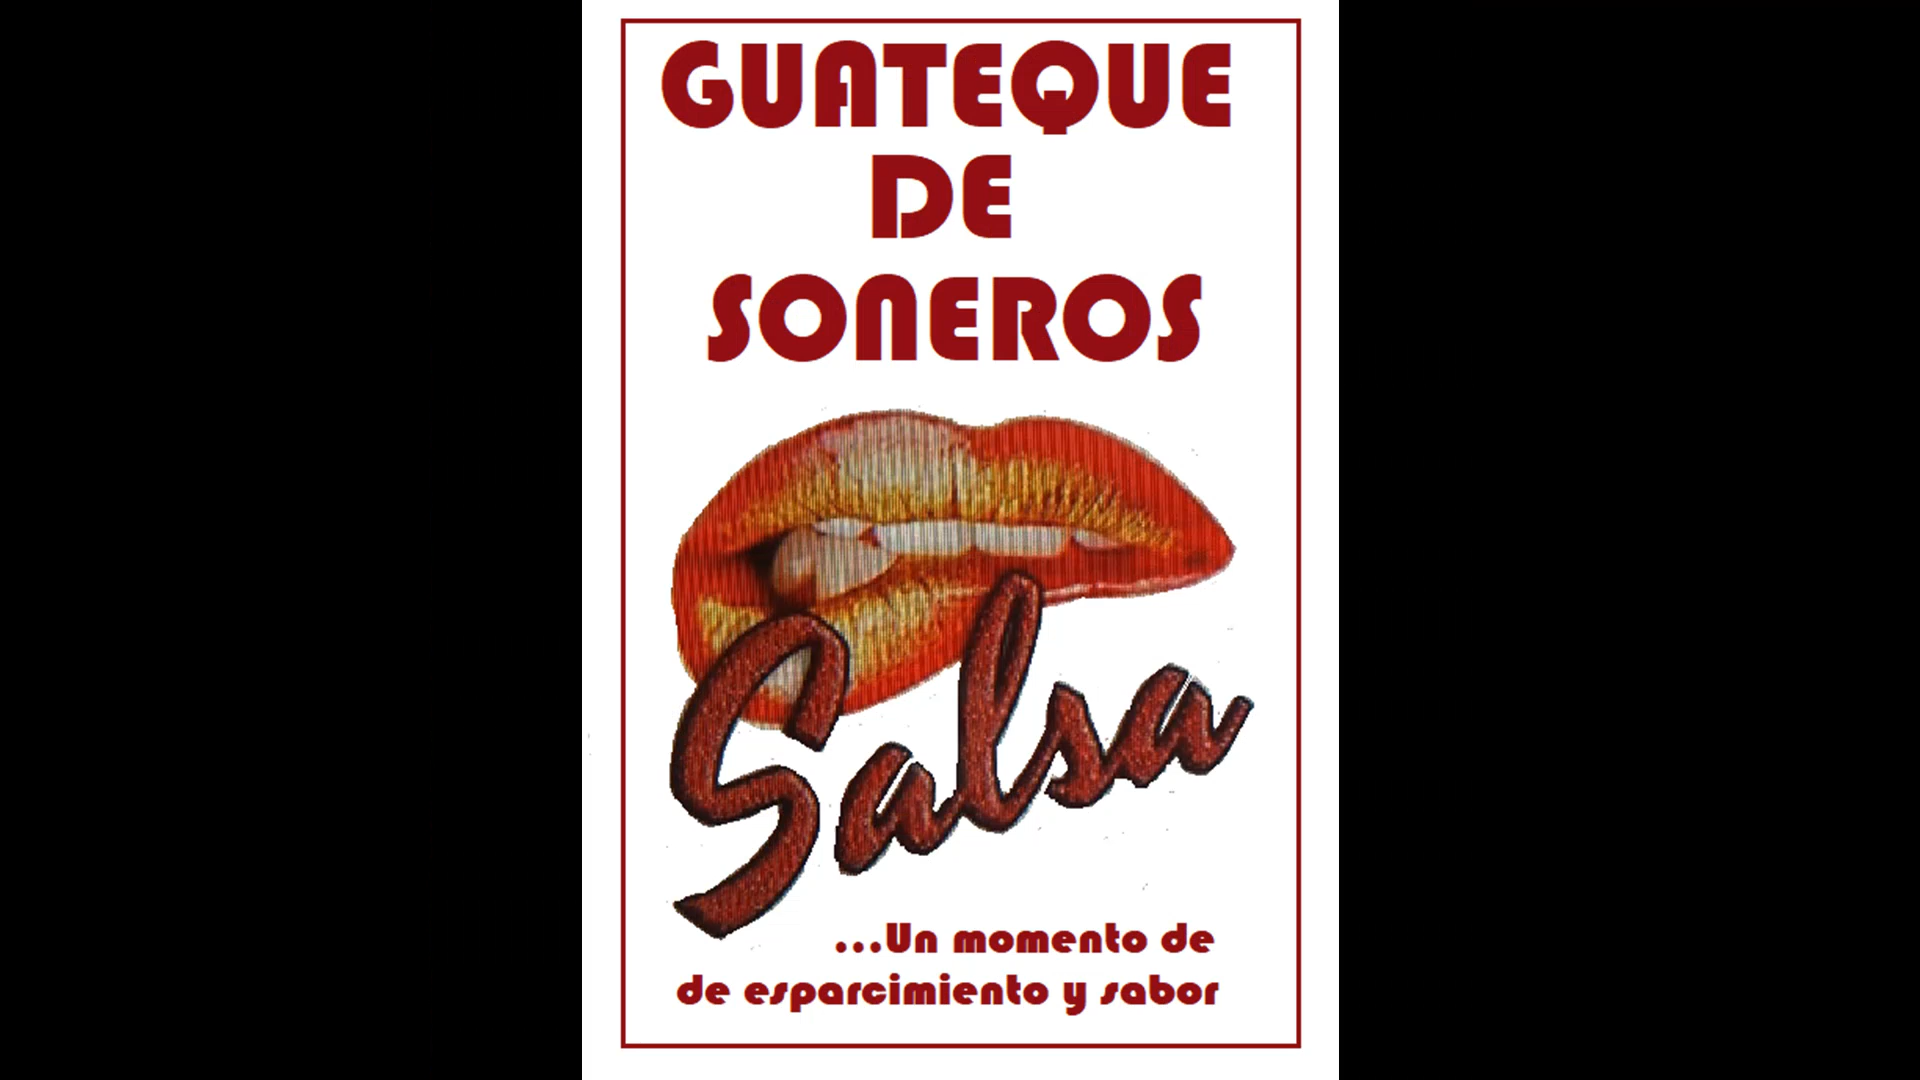 GUATEQUE
DE
SONEROS
Salsa
...Un momento de
de esparcimiento y sabor